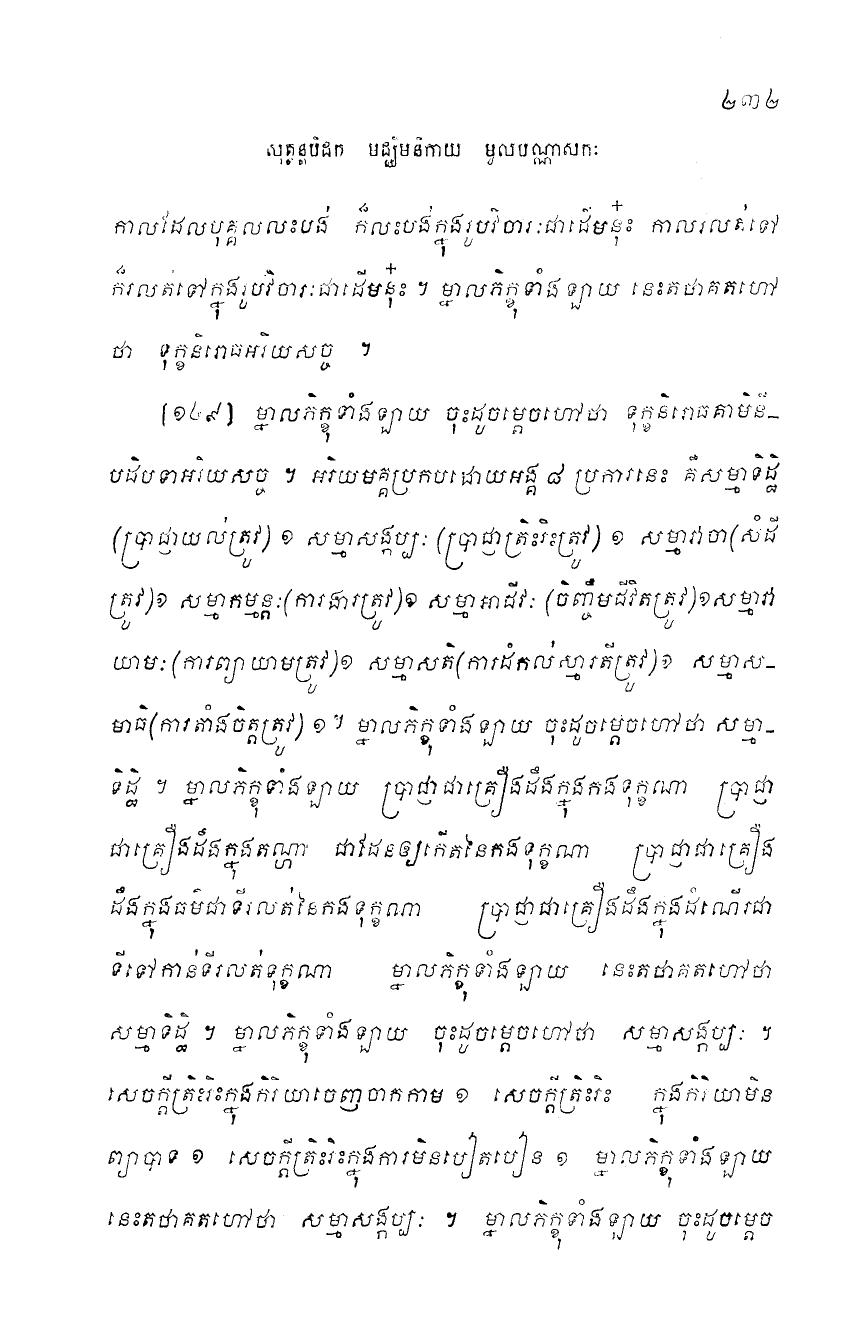 ២៣២
សុត្តន្តបិដក មជ្ឈិមនិកាយ មូលបណ្ណាសកៈ
កាលដែលបុគ្គលលះបង់ ក៏លះបង់ក្នុងរូបវិចារៈជាដើមនុ៎ះ កាលរលត់ទៅ
ក៏រលត់ទៅក្នុងរូបវិចារៈជាដើមនុ៎ះ ។ ម្នាលភិក្ខុទាំងឡាយ នេះតថាគតហៅ
ថា ទុក្ខនិរោធអរិយសច្ច ។
[១៤៩] ម្នាលភិក្ខុទាំងឡាយ ចុះដូចម្តេចហៅថា ទុក្ខនិរោធគាមិនី-
បដិបទាអរិយសច្ច ។ អរិយមគ្គប្រកបដោយអង្គ ៨ ប្រការនេះ គឺសម្មាទិដ្ឋិ
(ប្រាជ្ញាយល់ត្រូវ) ១ សម្មាសង្កប្បៈ (ប្រាជ្ញាត្រិះរិះត្រូវ) ១ សម្មាវាចា(សំដី
ត្រូវ)១ សម្មាកម្មន្តៈ(ការងារត្រូវ)១ សម្មាអាជីវៈ (ចិញ្ចឹមជីវិតត្រូវ)១សម្មាវា
យាមៈ(ការព្យាយាមត្រូវ)១ សម្មាសតិ(ការដំកល់ស្មារតីត្រូវ)១ សម្មាស-
មាធិ(ការតាំងចិត្តត្រូវ) ១។ ម្នាលភិក្ខុទាំងឡាយ ចុះដូចម្តេចហៅថា សម្មា-
ទិដ្ឋិ ។ ម្នាលភិក្ខុទាំងឡាយ ប្រាជ្ញាជាគ្រឿងដឹងក្នុងកងទុក្ខណា ប្រាជ្ញា
ជាគ្រឿងដឹងក្នុងតណ្ហា ជាដែនឲ្យកើតនៃកងទុក្ខណា ប្រាជ្ញាជាគ្រឿង
ដឹងក្នុងធម៌ជាទីរលត់នៃកងទុក្ខណា ប្រាជ្ញាជាគ្រឿងដឹងក្នុងដំណើរជា
ទីទៅកាន់ទីរលត់ទុក្ខណា ម្នាលភិក្ខុទាំងឡាយ នេះតថាគតហៅថា
សម្មាទិដ្ឋិ ។ ម្នាលភិក្ខុទាំងឡាយ ចុះដូចម្តេចហៅថា សម្មាសង្កប្បៈ ។
សេចក្តីត្រិះរិះក្នុងកិរិយាចេញចាកកាម ១ សេចក្តីត្រិះរិះ ក្នុងកិរិយាមិន
ព្យាបាទ ១ សេចក្តីត្រិះរិះក្នុងការមិនបៀតបៀន ១ ម្នាលភិក្ខុទាំងឡាយ
នេះតថាគតហៅថា សម្មាសង្កប្បៈ ។ ម្នាលភិក្ខុទាំងឡាយ ចុះដូចម្តេច